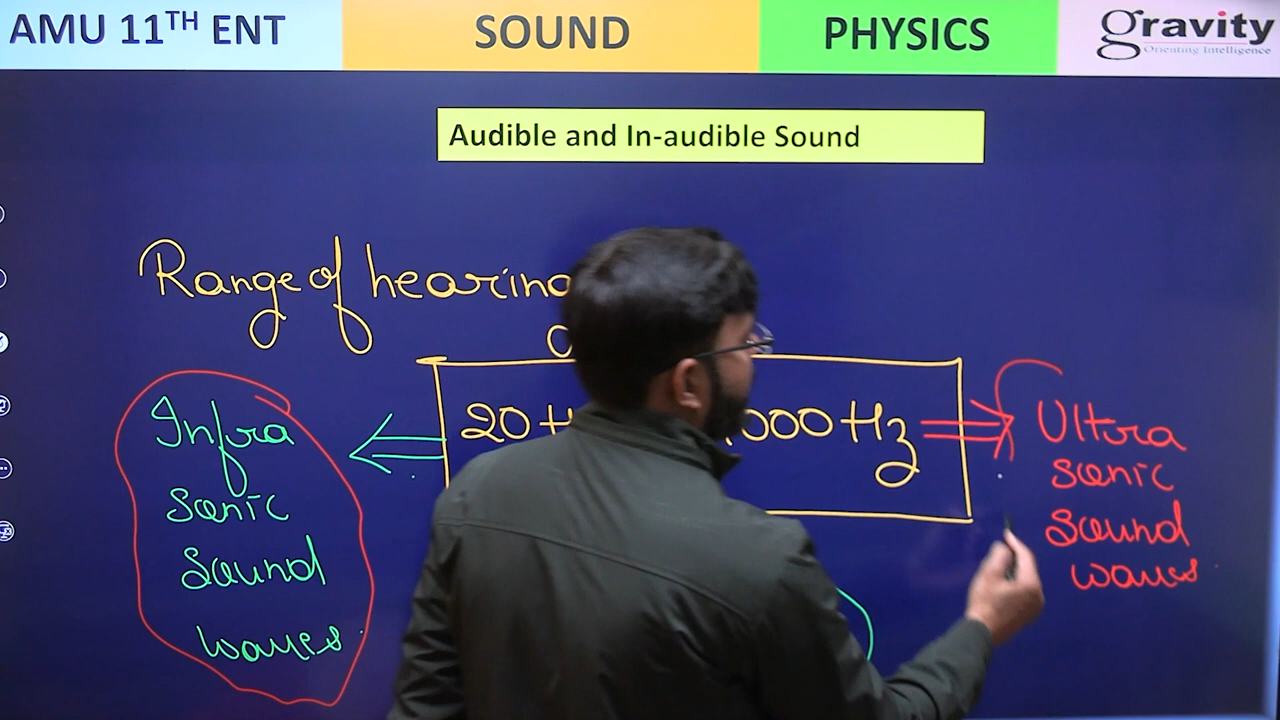 AMU 11TH ENT
SOUND
PHYSICS
gravity
Orienting Intelligence
Audible and In-audible Sound
Range of hearing
20 H ,000 Hz
Infra
sonic
sound
waves
Ultra
sonic
sound
waves